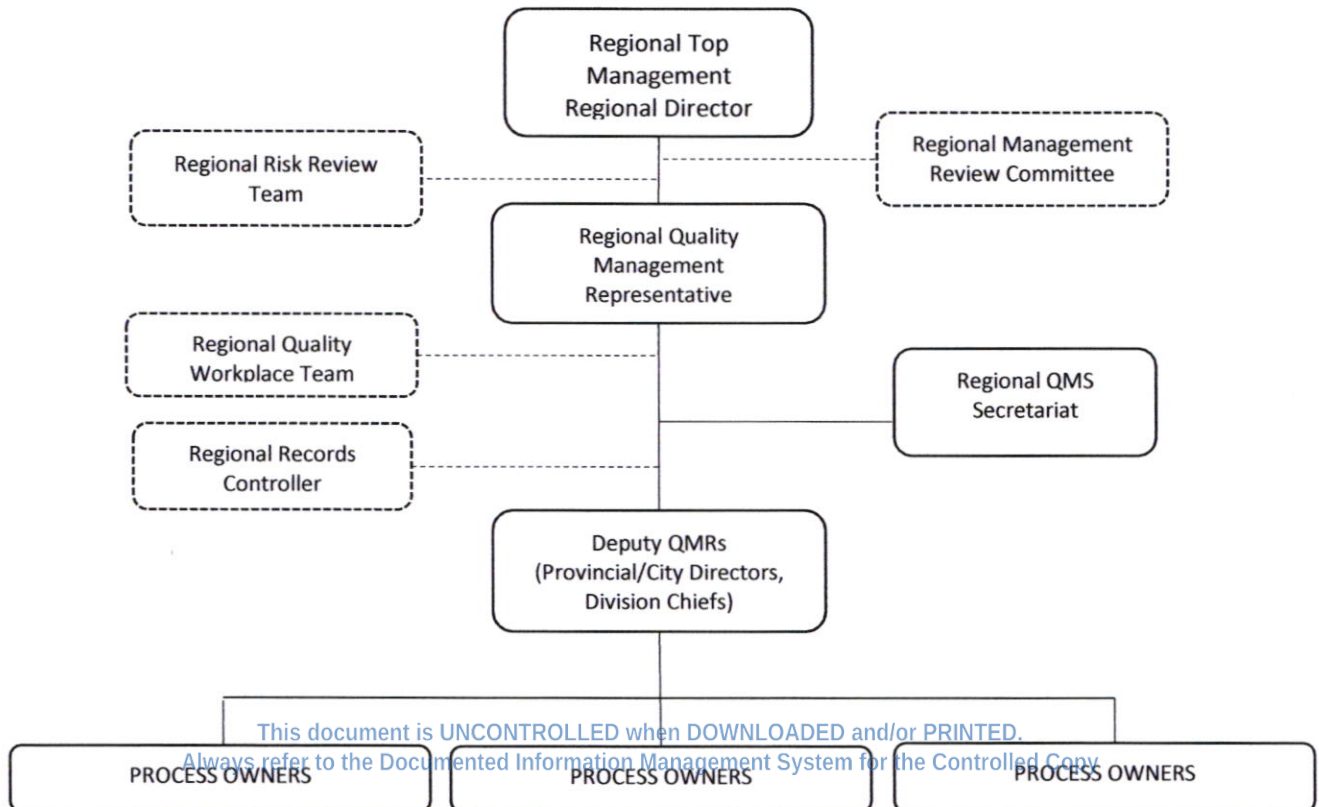 Regional Top
Management
Regional Director
Regional Management
Review Committee
Regional Risk Review
Team
Regional Quality
Management
Representative
Regional Quality
Workplace Team
Regional QMS
Secretariat
Regional Records
Controller
Deputy QMRs
(Provincial/City Directors,
Division Chiefs)
This document is UNCONTROLLED when DOWNLOADED and/or PRINTED.
Always refer to the Documented Information Management System for the Controlled Copy
PROCESS OWNERS
PROCESS OWNERS
PROCESS OWNERS